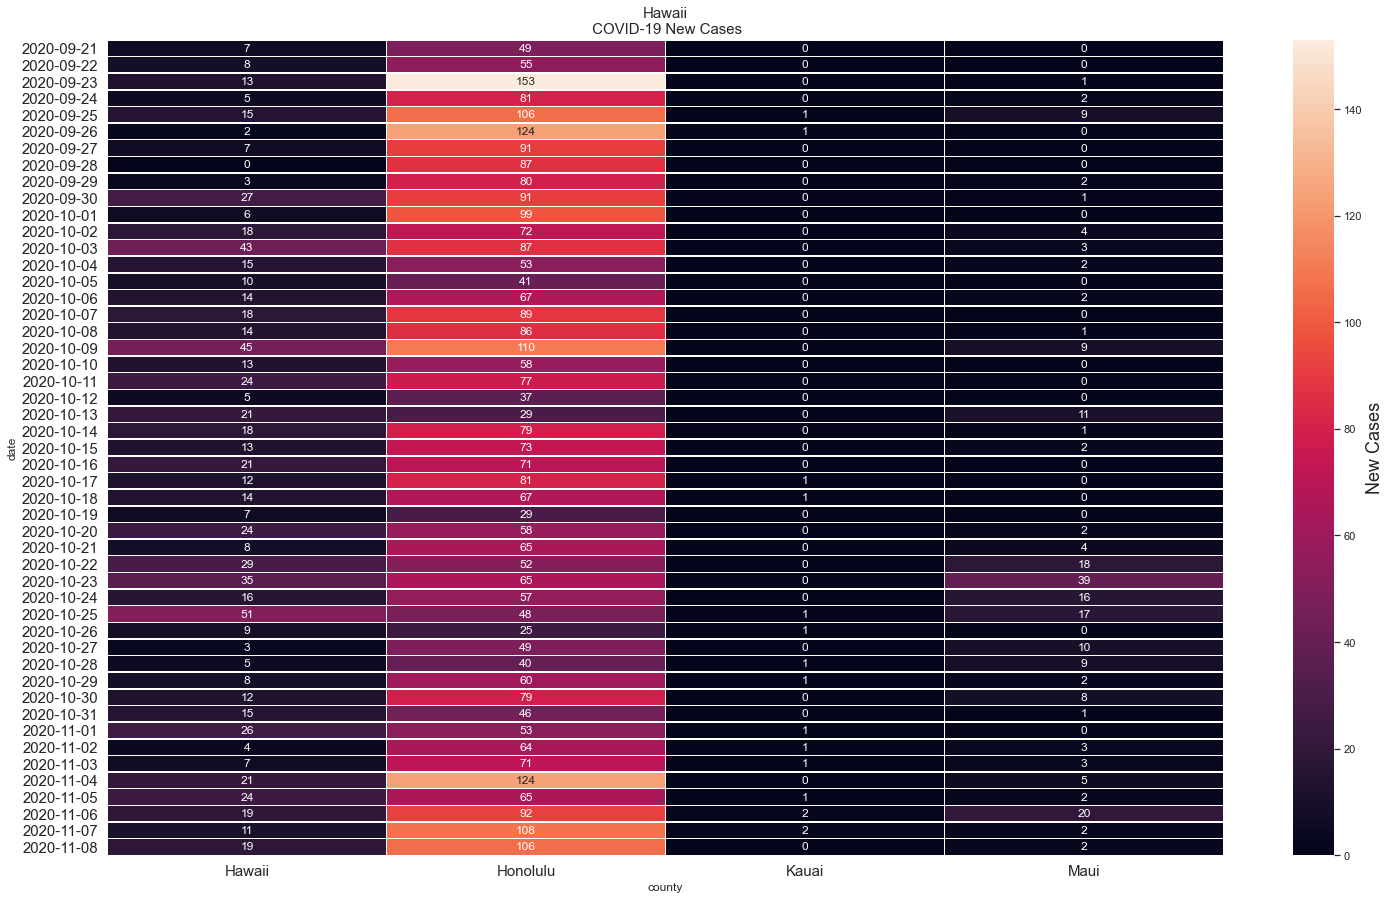 Hawaii
COVID-19 New Cases
2020-09-21 7 49 0 0
2020-09-22 8 55 0 0
2020-09-23 13 153 0 1
2020-09-24 5 81 0 2
2020-09-25 15 106 1 9
2020-09-26 2 124 1 0
2020-09-27 7 91 0 0
2020-09-28 0 87 0 0
2020-09-29 3 80 0 2
2020-09-30 27 91 0 1
2020-10-01 6 99 0 0
2020-10-02 18 72 0 4
2020-10-03 43 87 0 3
2020-10-04 15 53 0 2
2020-10-05 10 41 0 0
2020-10-06 14 67 0 2
2020-10-07 18 89 0 0
2020-10-08 14 86 0 1
2020-10-09 45 110 0 9
2020-10-10 13 58 0 0
2020-10-11 24 77 0 0
2020-10-12 5 37 0 0
2020-10-13 21 29 0 11
2020-10-14 18 79 0 1
2020-10-15 13 73 0 2
2020-10-16 21 71 0 0
2020-10-17 12 81 1 0
2020-10-18 14 67 1 0
2020-10-19 7 29 0 0
2020-10-20 24 58 0 2
2020-10-21 8 65 0 4
2020-10-22 29 52 0 18
2020-10-23 35 65 0 39
2020-10-24 16 57 0 16
2020-10-25 51 48 1 17
2020-10-26 9 25 1 0
2020-10-27 3 49 0 10
2020-10-28 5 40 1 9
2020-10-29 8 60 1 2
2020-10-30 12 79 0 8
2020-10-31 15 46 0 1
2020-11-01 26 53 1 0
2020-11-02 4 64 1 3
2020-11-03 7 71 1 3
2020-11-04 21 124 0 5
2020-11-05 24 65 1 2
2020-11-06 19 92 2 20
2020-11-07 11 108 2 2
2020-11-08 19 106 0 2
Hawaii Honolulu Kauai Maui
county
date
140
120
100
80
60
40
20
0
New Cases